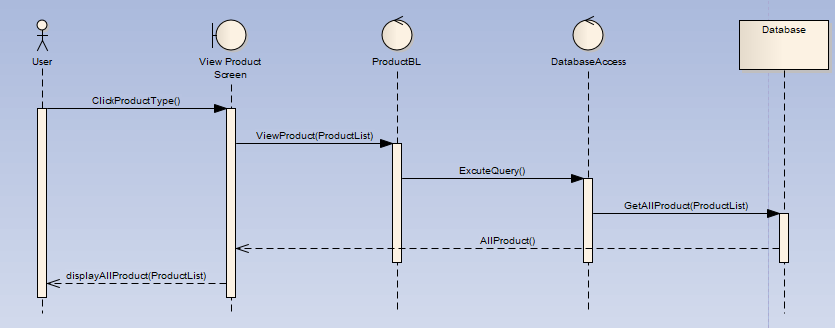 Database
User
View Product
Screen
ProductBL
DatabaseAccess
ClickProductType()
ViewProduct(ProductList)
ExcuteQuery()
GetAllProduct(ProductList)
AllProduct()
displayAllProduct(ProductList)